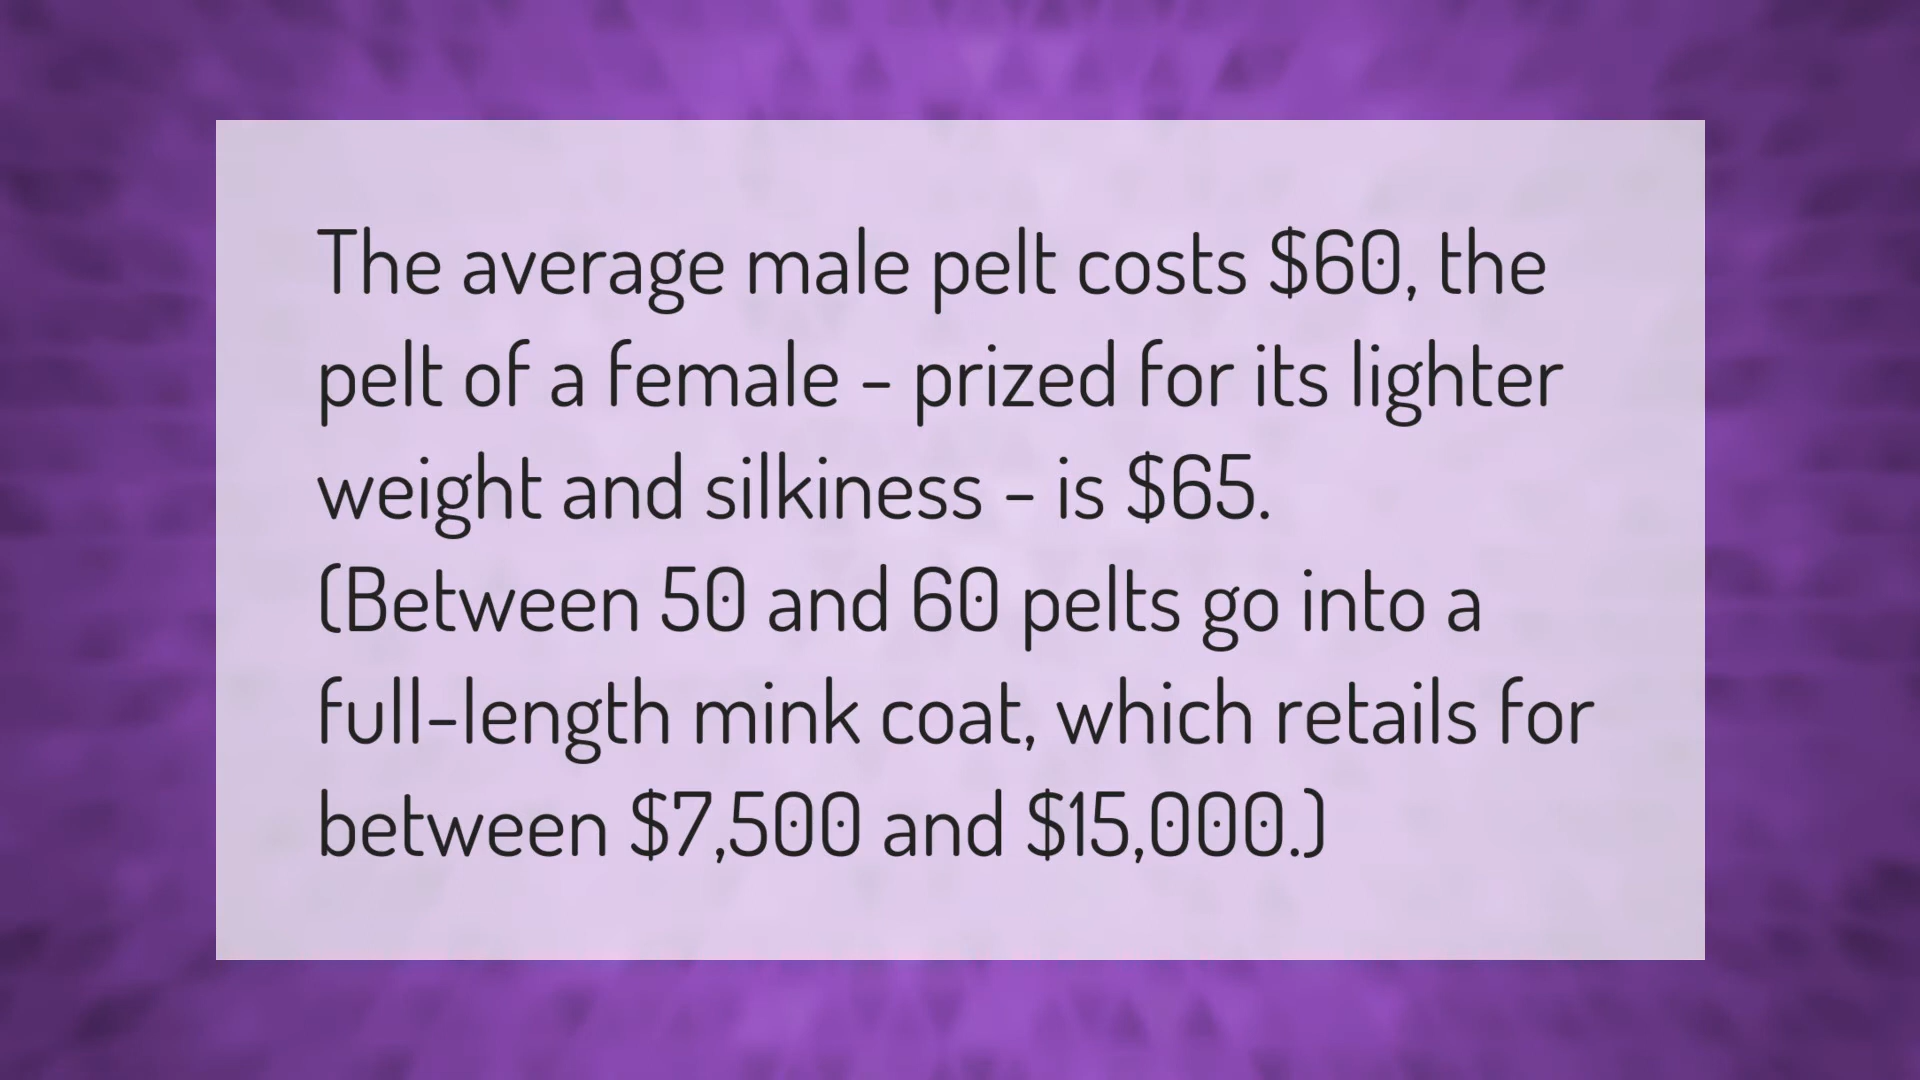 The average male pelt costs $60, the
pelt of a female - prized for its lighter
weight and silkiness - is $65.
(Between 50 and 60 pelts go into a
full-length mink coat, which retails for
between $7,500 and $15,000.)